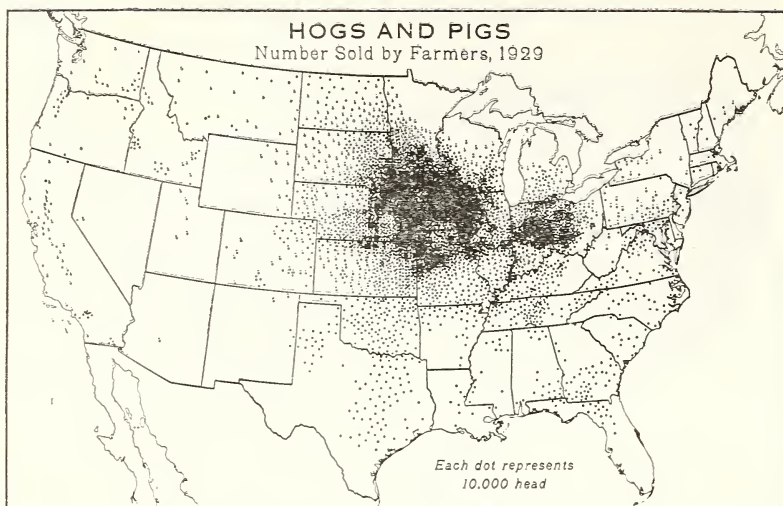 HOGS AND PIGS
Number Sold by Farmers, 1929
Each dot represents
10.000 head